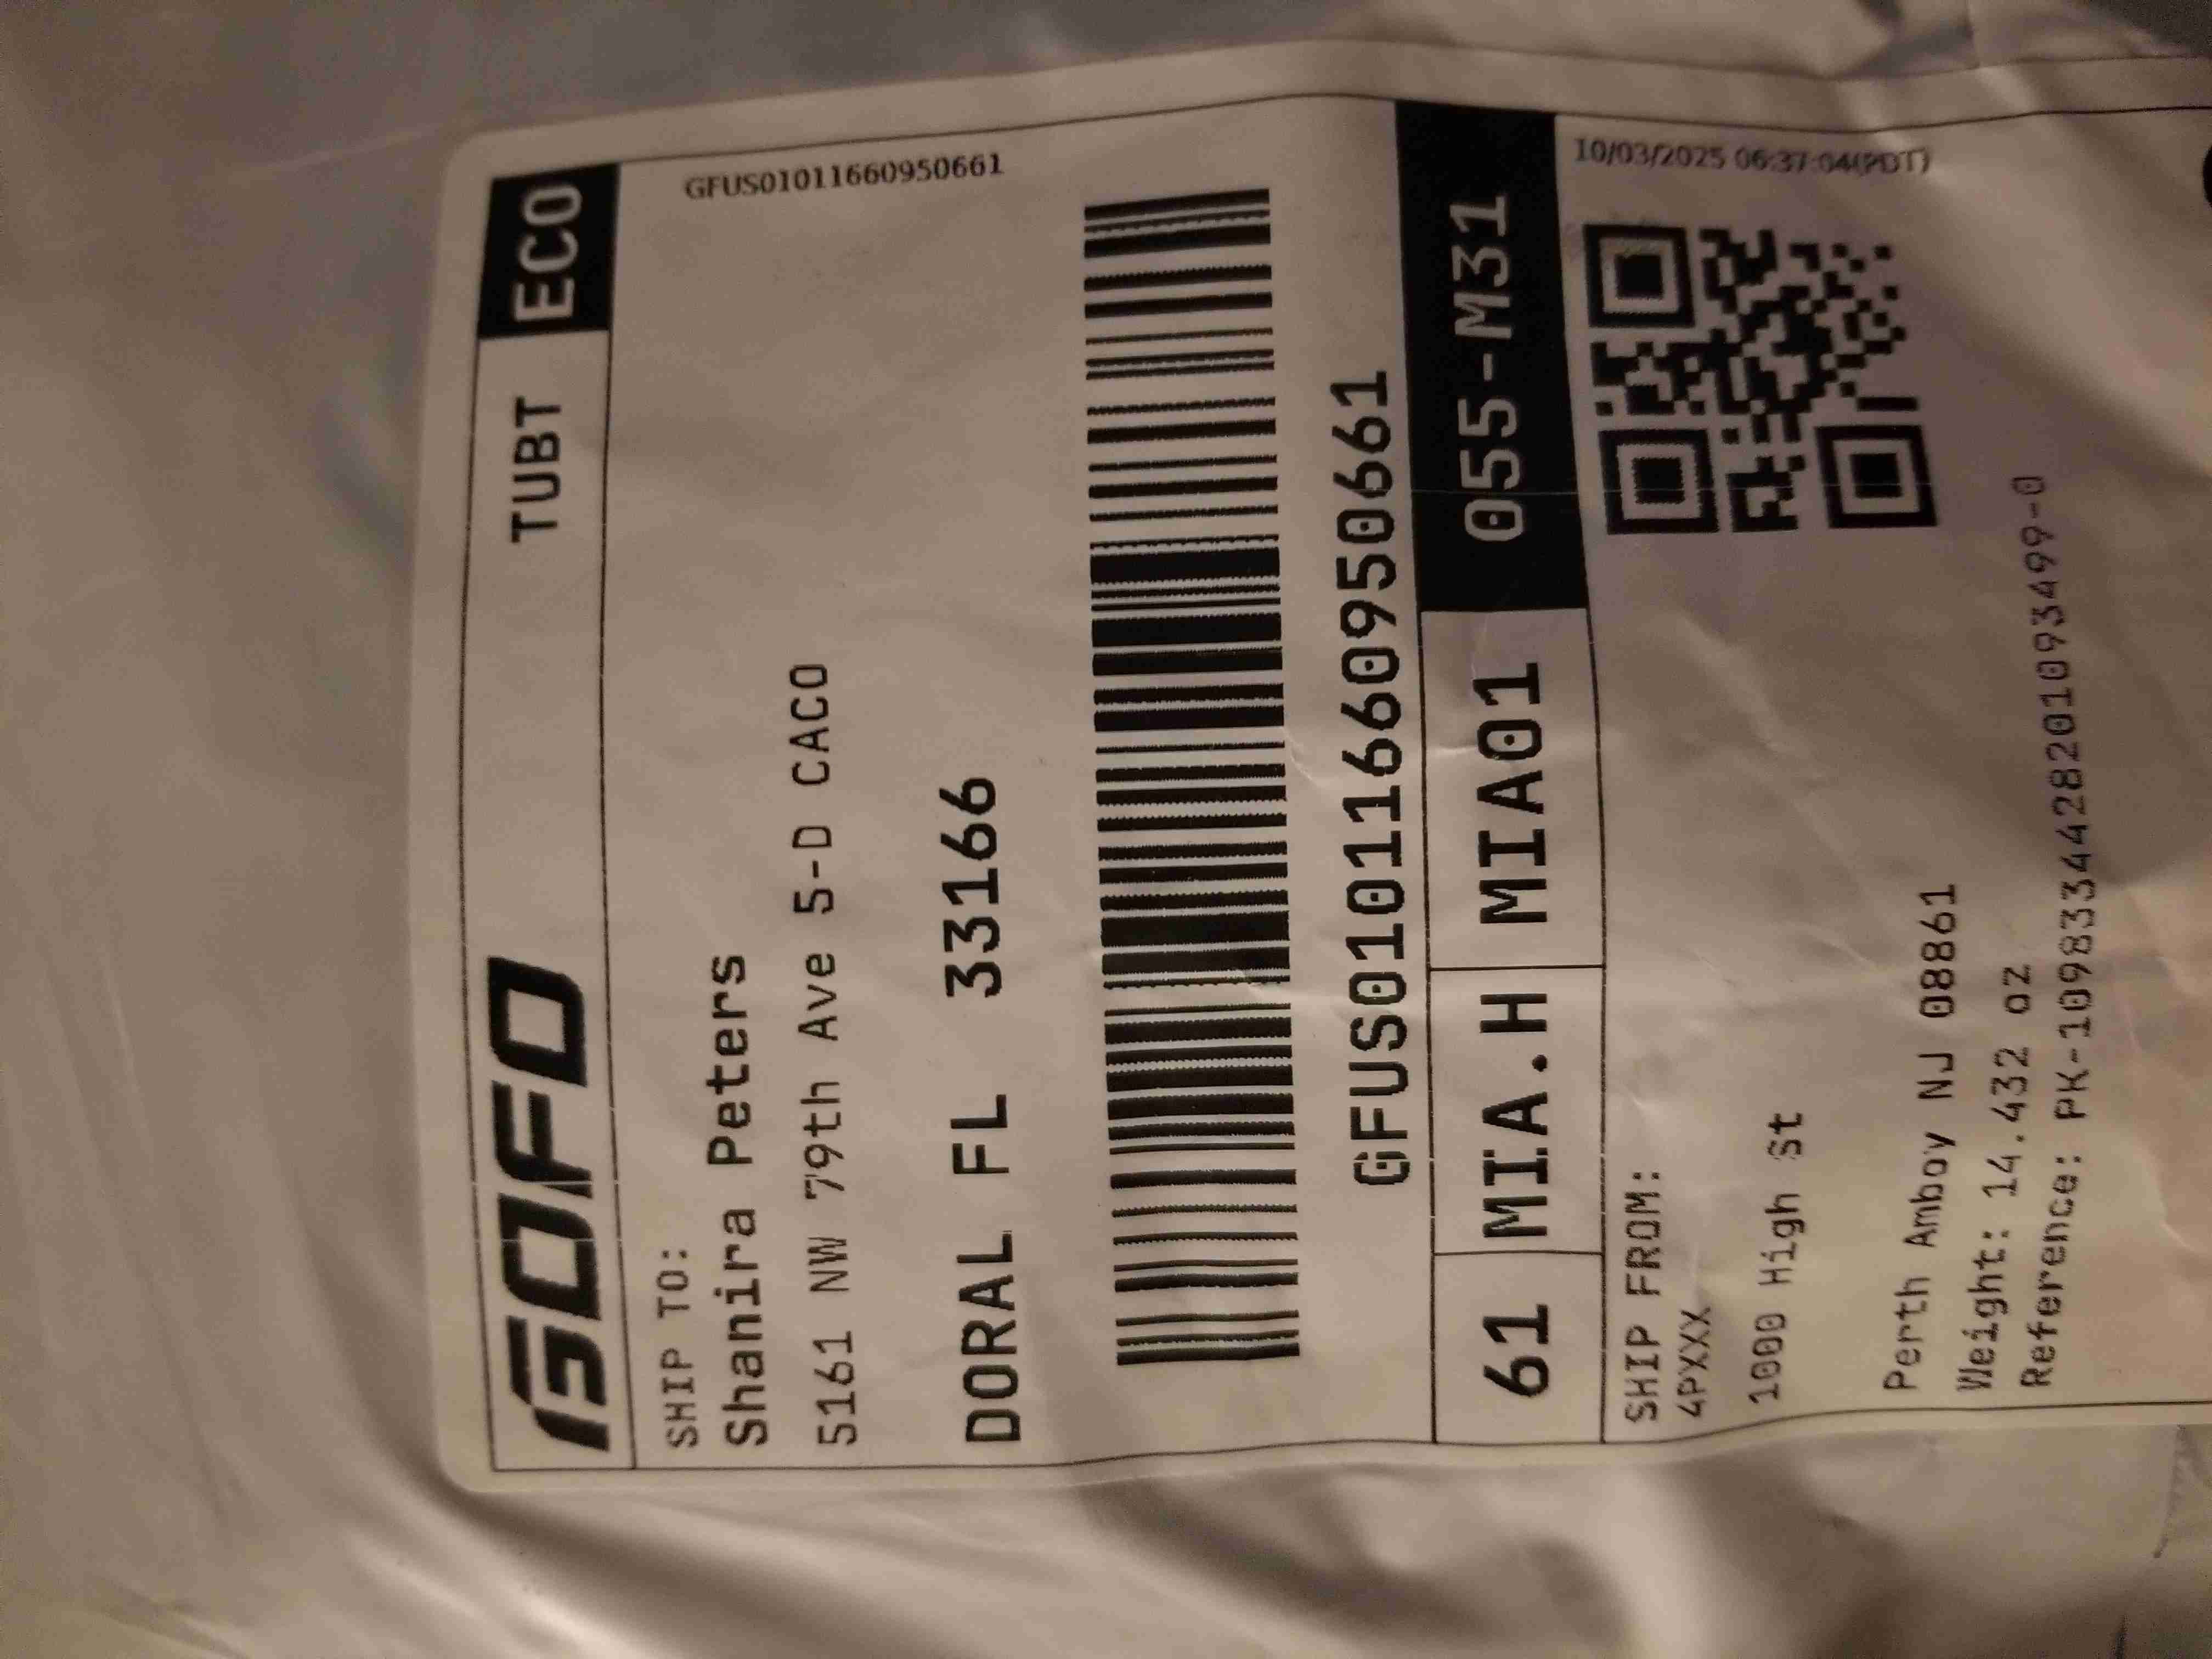 GOFO TUBT ECO
GFUS01011660950661
SHIP TO:
Shanira Peters
5161 NW 79th Ave 5-D CACO
DORAL FL 33166
GFUS01011660950661
61 MIA.H MIA01 055-M31
10/03/2025 06:37:04(PDT)
SHIP FROM:
4PXXX
1000 High St
Perth Amboy NJ 08861
Weight: 14.432 oz
Reference: PK-1098334428201093499-0